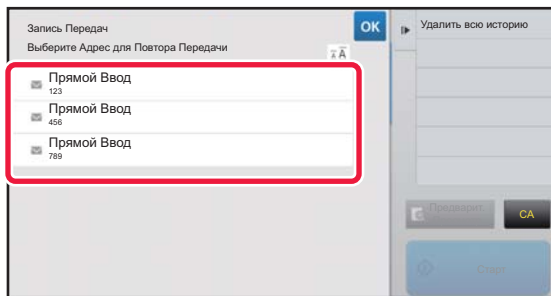 Запись Передач
OK
Выберите Адрес для Повтора Передачи
Прямой Ввод
123
Прямой Ввод
456
Прямой Ввод
789
Удалить всю историю
Предварит.
CA
Старт